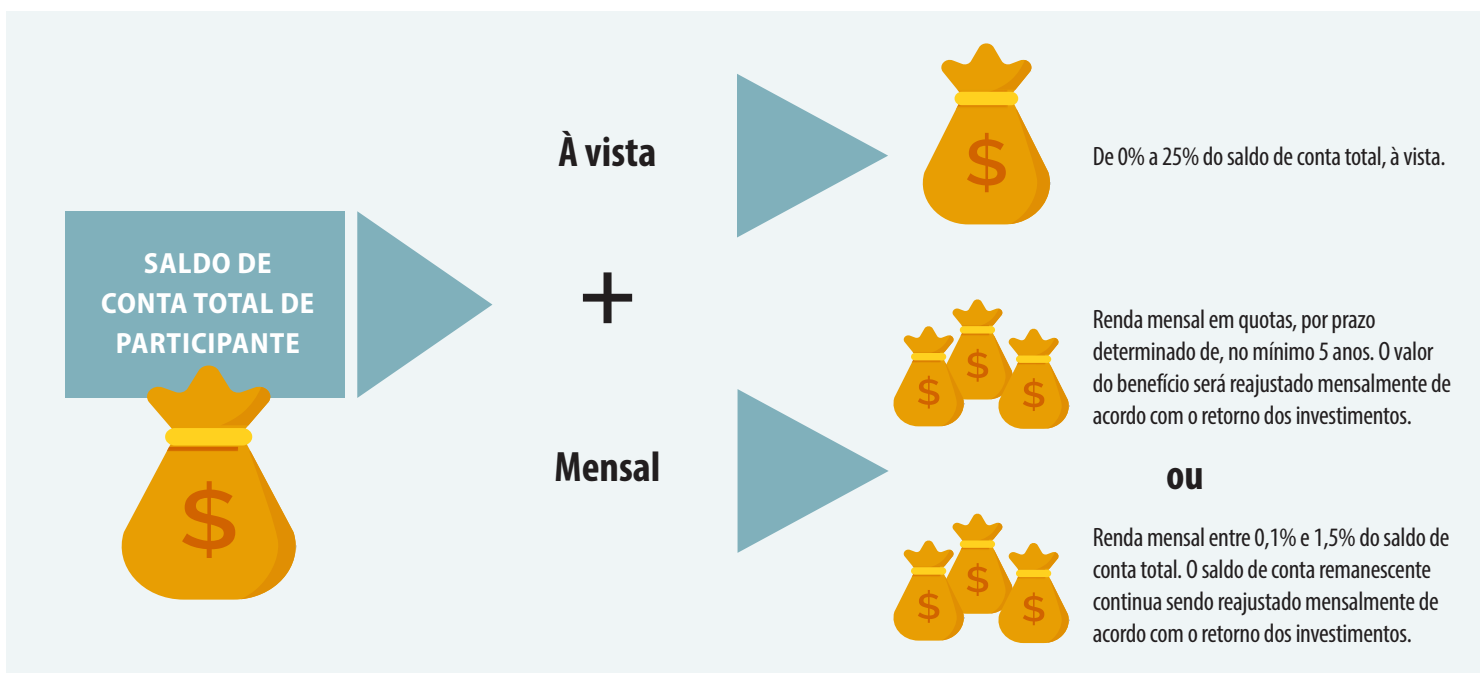 SALDO DE
CONTA TOTAL DE
PARTICIPANTE
$
À vista
$
De 0% a 25% do saldo de conta total, à vista.
+
Mensal
$
$
$
Renda mensal em quotas, por prazo
determinado de, no mínimo 5 anos. O valor
do benefício será reajustado mensalmente de
acordo com o retorno dos investimentos.
ou
$
$
$
Renda mensal entre 0,1% e 1,5% do saldo de
conta total. O saldo de conta remanescente
continua sendo reajustado mensalmente de
acordo com o retorno dos investimentos.